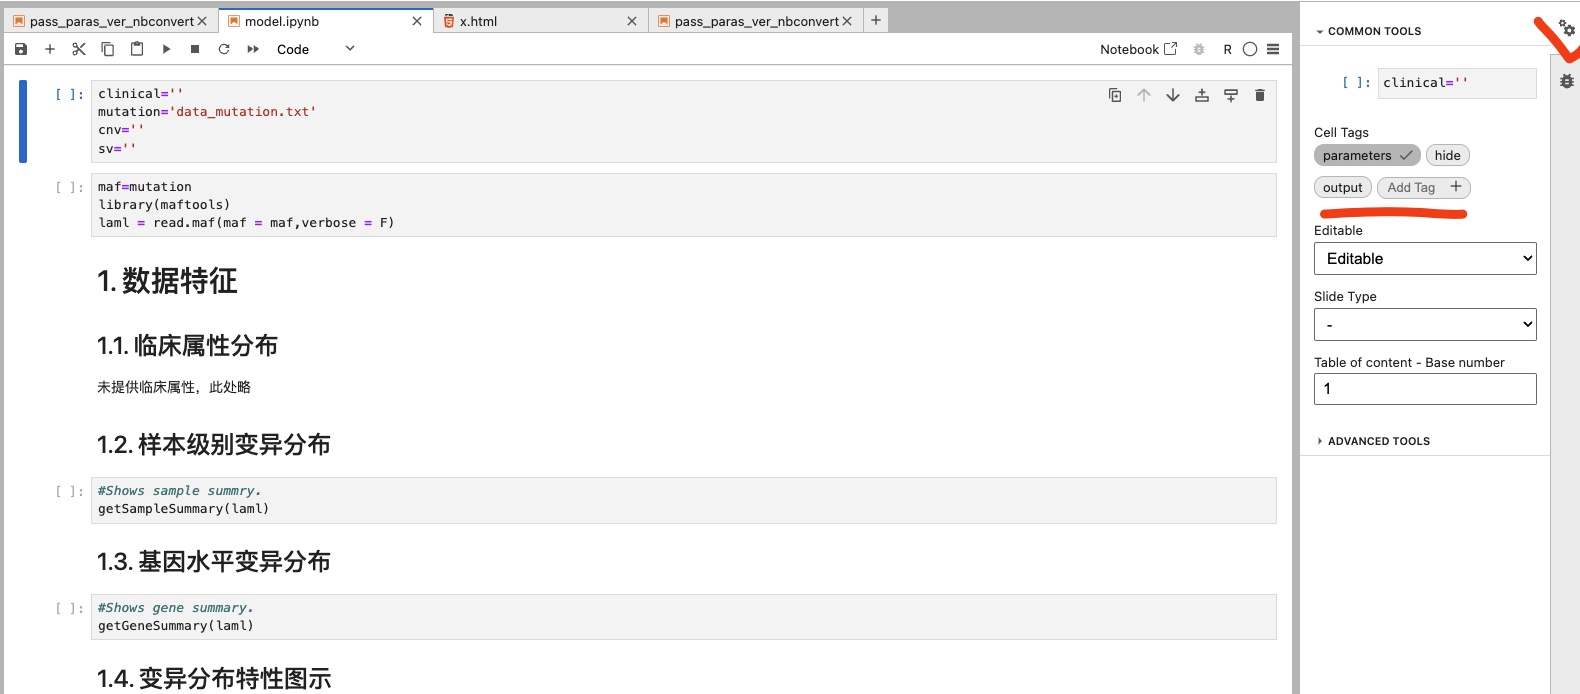 pass_paras_ver_nbconvert
model.ipynb
x.html
pass_paras_ver_nbconvert
Code
Notebook
R
[ ]:
clinical=''
mutation='data_mutation.txt'
cnv=''
sv=''
[ ]:
maf=mutation
library(maftools)
laml = read.maf(maf = maf,verbose = F)
1. 数据特征
1.1. 临床属性分布
未提供临床属性，此处略
1.2. 样本级别变异分布
[ ]:
#Shows sample summry.
getSampleSummary(laml)
1.3. 基因水平变异分布
[ ]:
#Shows gene summary.
getGeneSummary(laml)
1.4. 变异分布特性图示
COMMON TOOLS
[ ]: clinical=''
Cell Tags
parameters
hide
output
Add Tag +
Editable
Editable
Slide Type
-
Table of content - Base number
1
ADVANCED TOOLS